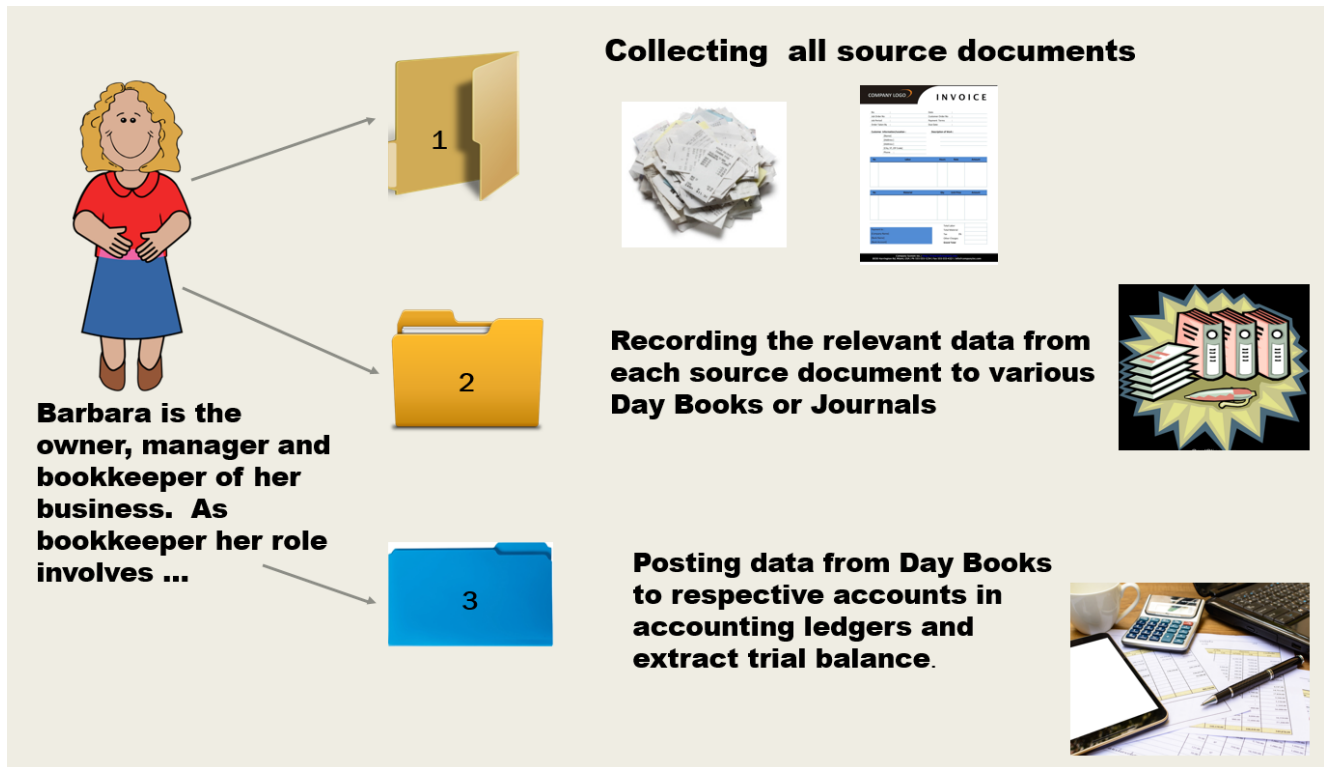 Collecting all source documents
1
COMPANY LOGO
INVOICE
Barbara is the
owner, manager and
bookkeeper of her
business. As
bookkeeper her role
involves ...
2
Recording the relevant data from
each source document to various
Day Books or Journals
3
Posting data from Day Books
to respective accounts in
accounting ledgers and
extract trial balance.